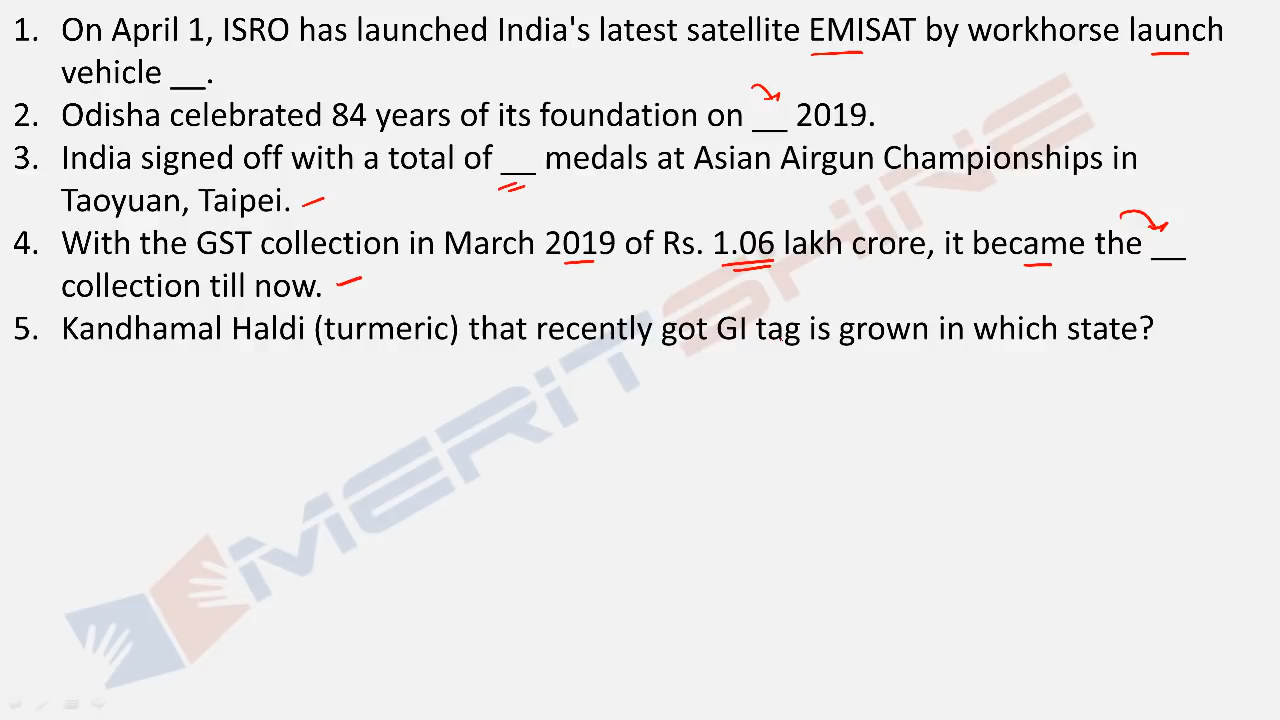 1. On April 1, ISRO has launched India's latest satellite EMISAT by workhorse launch
vehicle __.
2. Odisha celebrated 84 years of its foundation on __ 2019.
3. India signed off with a total of __ medals at Asian Airgun Championships in
Taoyuan, Taipei.
4. With the GST collection in March 2019 of Rs. 1.06 lakh crore, it became the __
collection till now.
5. Kandhamal Haldi (turmeric) that recently got GI tag is grown in which state?
MERiT SHiNE